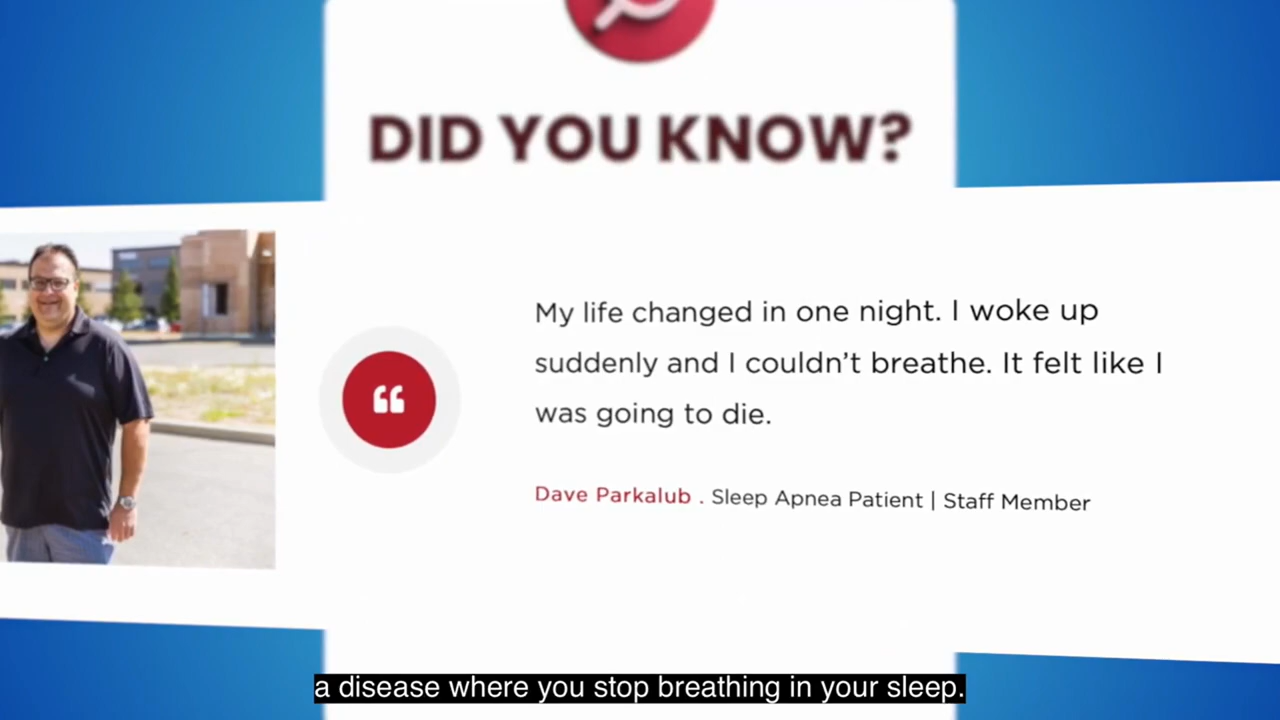 DID YOU KNOW?
My life changed in one night. I woke up
suddenly and I couldn’t breathe. It felt like I
was going to die.
Dave Parkalub . Sleep Apnea Patient | Staff Member
a disease where you stop breathing in your sleep.